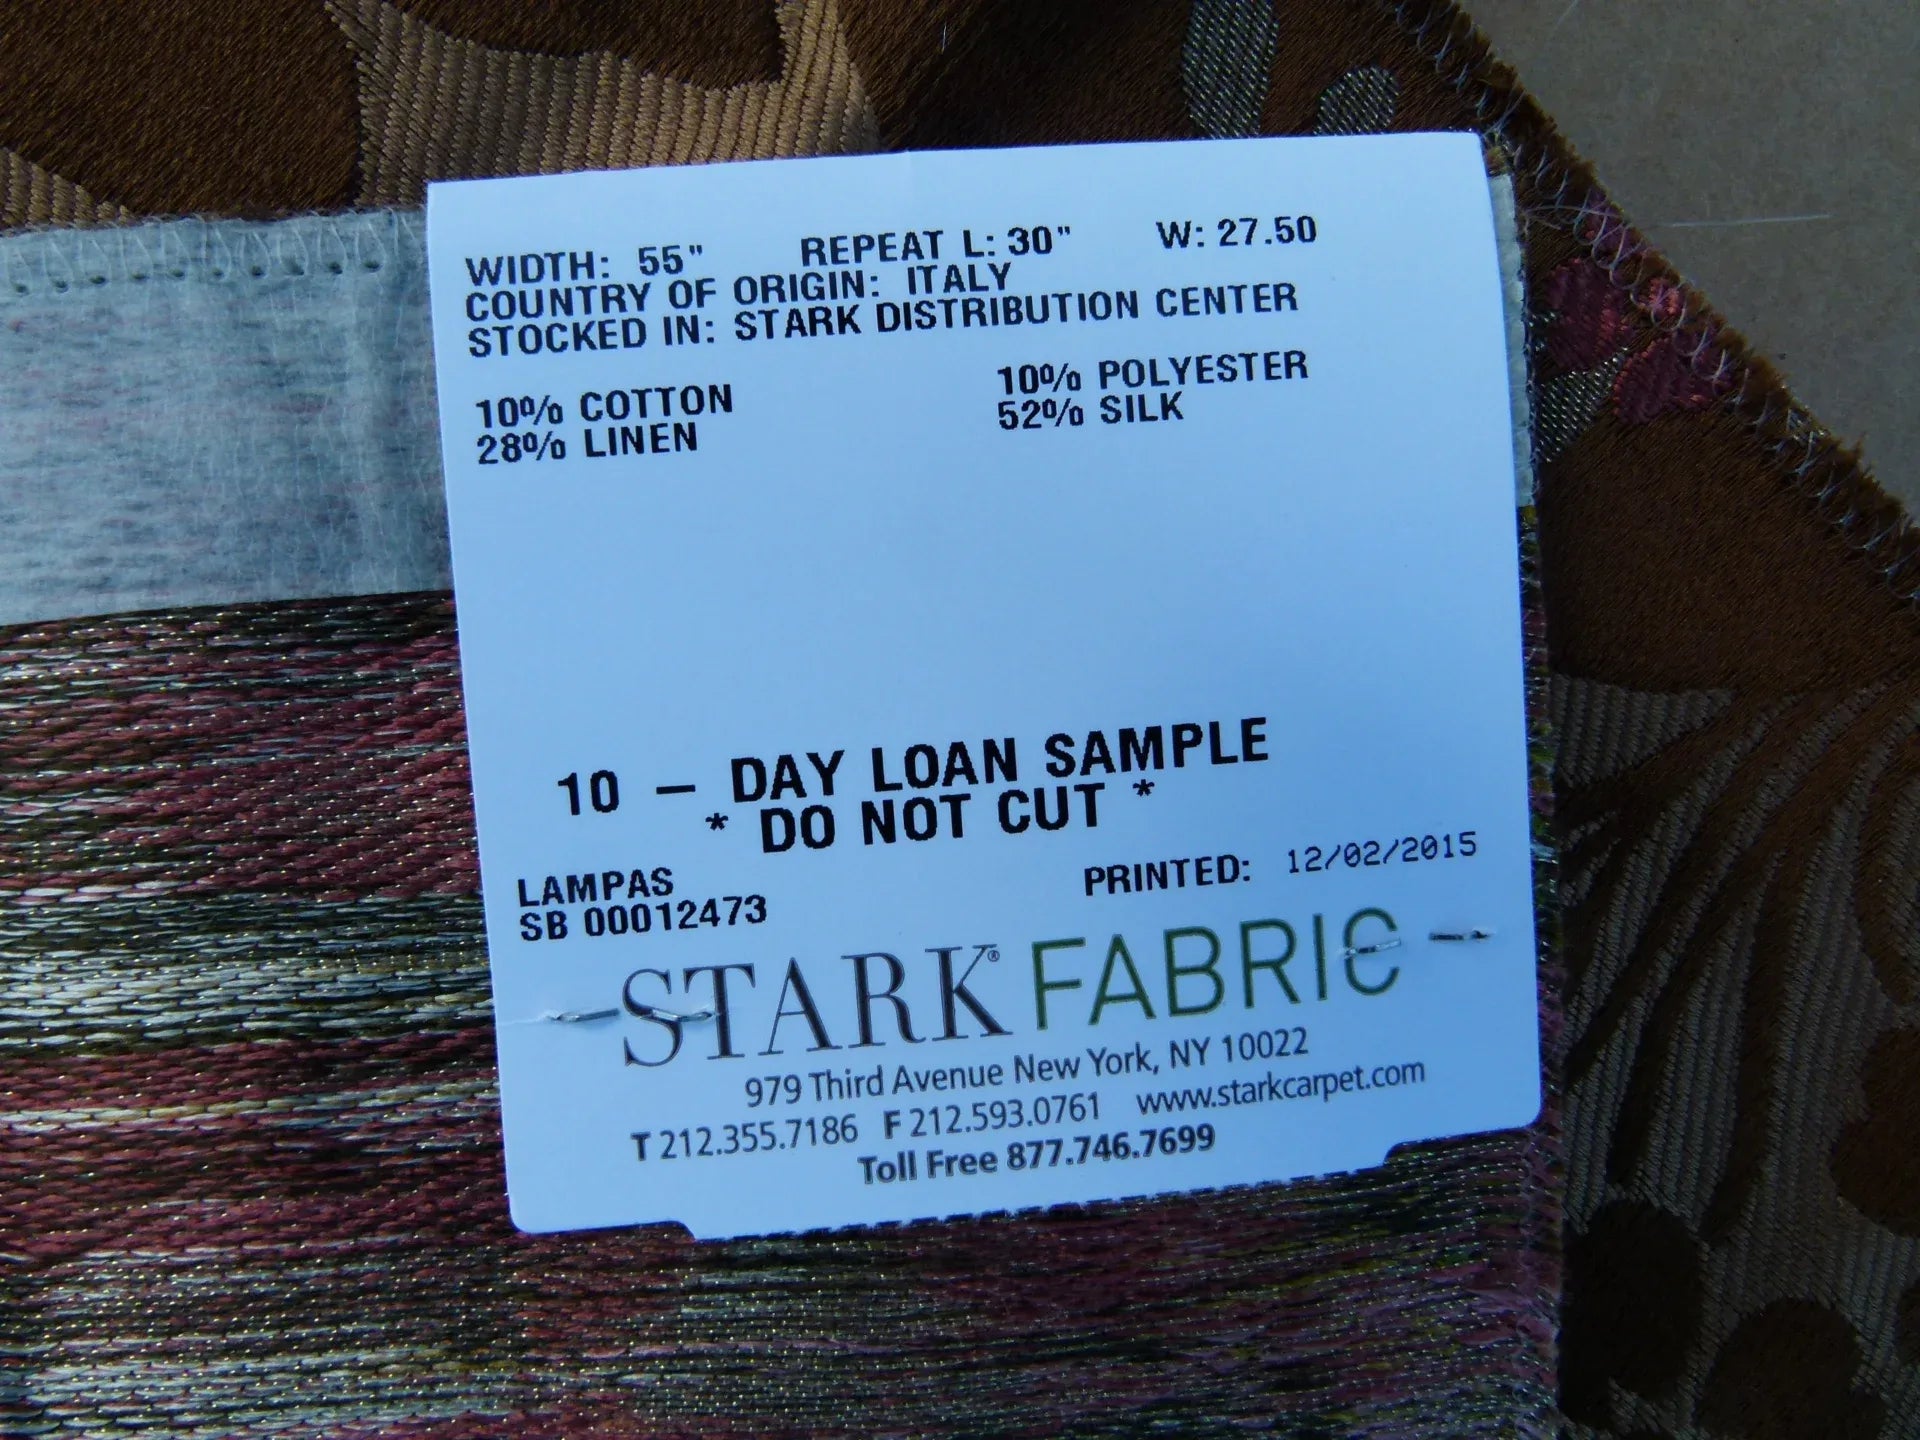 WIDTH: 55" REPEAT L: 30" W: 27.50
COUNTRY OF ORIGIN: ITALY
STOCKED IN: STARK DISTRIBUTION CENTER
10% COTTON 10% POLYESTER
28% LINEN 52% SILK
10 – DAY LOAN SAMPLE
* DO NOT CUT *
LAMPAS PRINTED: 12/02/2015
SB 00012473
STARK® FABRIC
979 Third Avenue New York, NY 10022
T 212.355.7186 F 212.593.0761 www.starkcarpet.com
Toll Free 877.746.7699